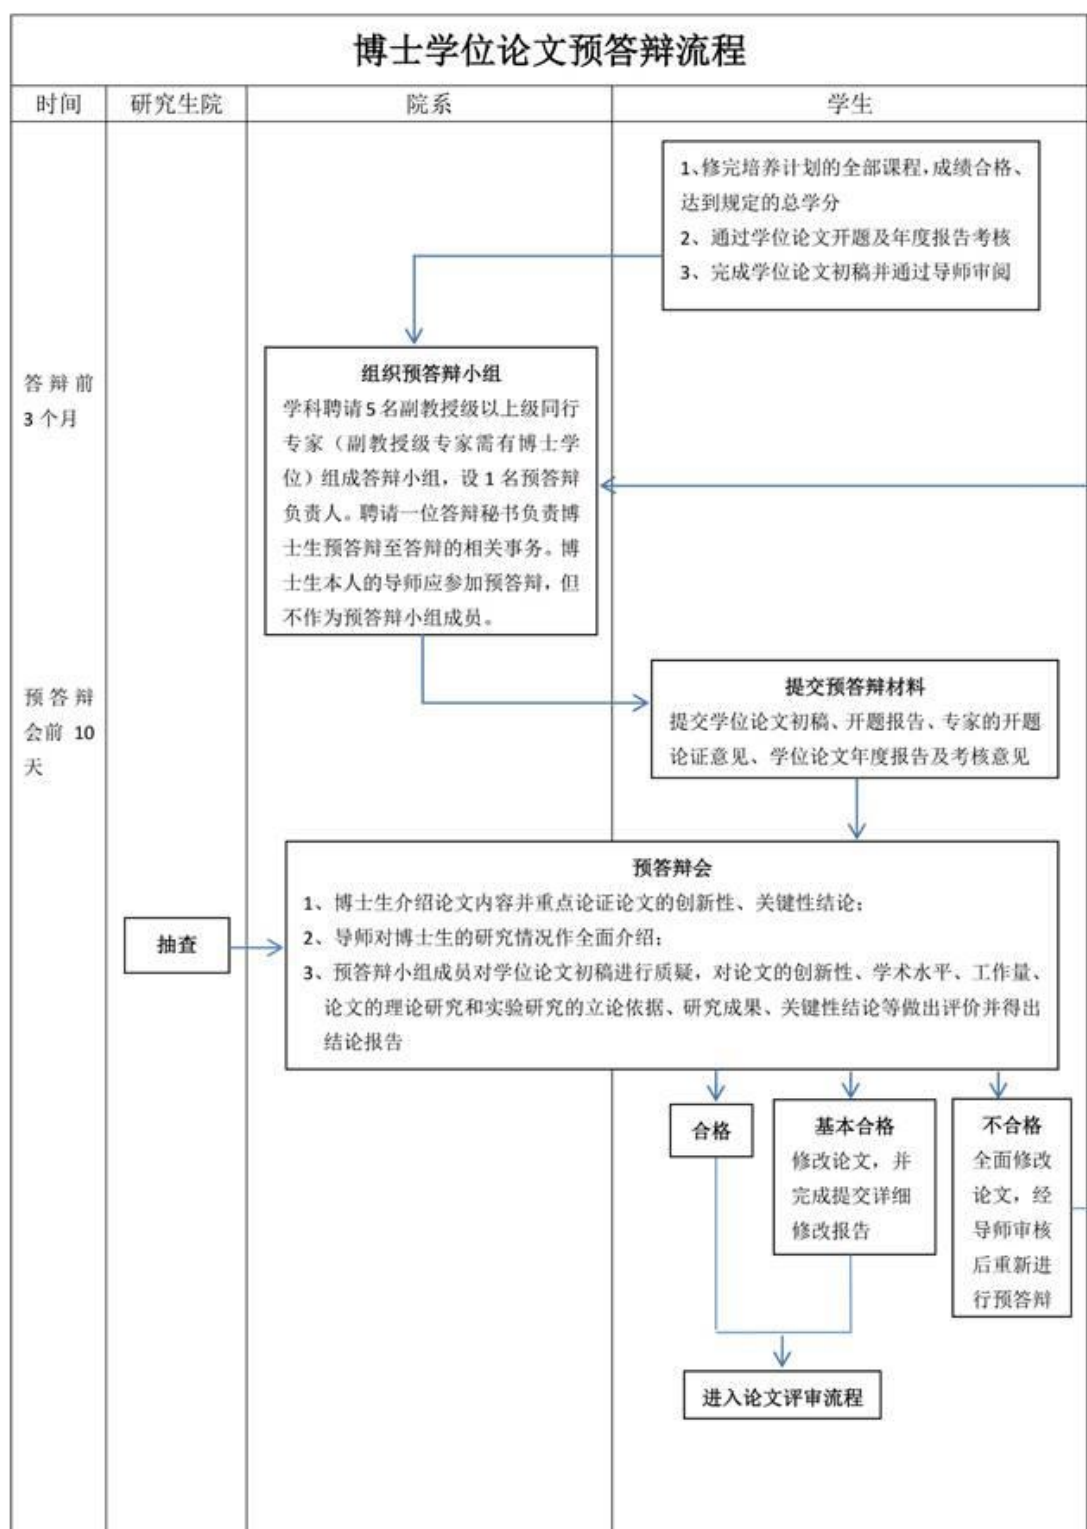 博士学位论文预答辩流程
时间
研究生院
院系
学生
1、修完培养计划的全部课程，成绩合格、
达到规定的总学分
2、通过学位论文开题及年度报告考核
3、完成学位论文初稿并通过导师审阅
答辩前
3个月
组织预答辩小组
学科聘请5名副教授级以上级同行
专家（副教授级专家需有博士学
位）组成答辩小组，设1名预答辩
负责人。聘请一位答辩秘书负责博
士生预答辩至答辩的相关事务。博
士生本人的导师应参加预答辩，但
不作为预答辩小组成员。
预答辩
会前 10
天
提交预答辩材料
提交学位论文初稿、开题报告、专家的开题
论证意见、学位论文年度报告及考核意见
预答辩会
1、博士生介绍论文内容并重点论证论文的创新性、关键性结论；
2、导师对博士生的研究情况作全面介绍；
3、预答辩小组成员对学位论文初稿进行质疑，对论文的创新性、学术水平、工作量、
论文的理论研究和实验研究的立论依据、研究成果、关键性结论等做出评价并得出
结论报告
抽查
合格
基本合格
修改论文，并
完成提交详细
修改报告
不合格
全面修改
论文，经
导师审核
后重新进
行预答辩
进入论文评审流程